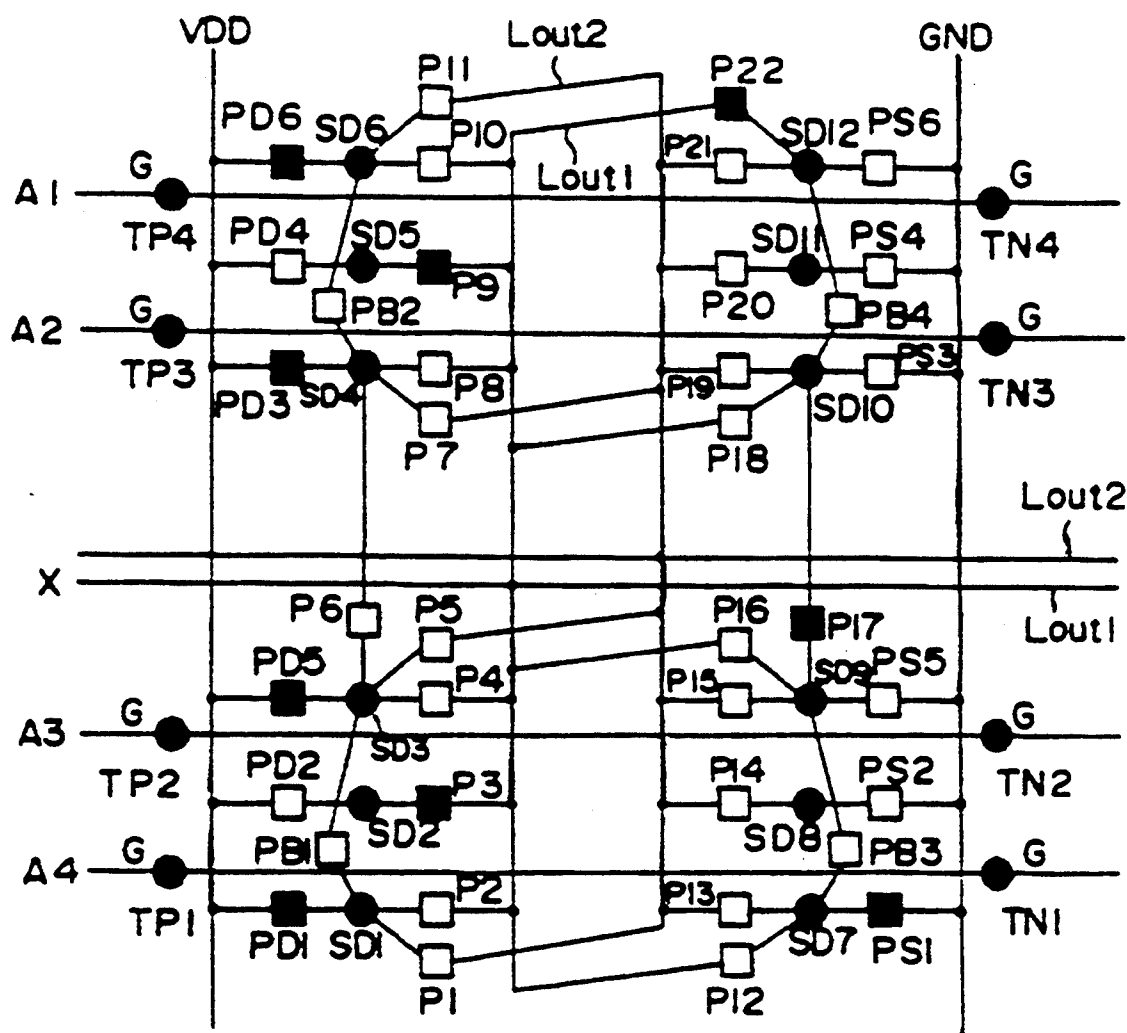 VDD Lout2 GND
P11 P22
PD6 SD6 P10 P21 SD12 PS6
Lout1
A1 G G
TP4 PD4 SD5 SD11 PS4 TN4
P9 P20
A2 G PB2 PB4 G
TP3 P8 P19 PS3 TN3
PD3 SD4 SD10
P7 P18
Lout2
X
P6 P5 P16 P17 Lout1
PD5 P4 P15 SD9 PS5
A3 G SD3 G
TP2 PD2 P3 P14 PS2 TN2
SD2 SD8
A4 G PB1 PB3 G
TP1 P2 P13 TN1
PD1 SD1 SD7 PS1
P1 P12